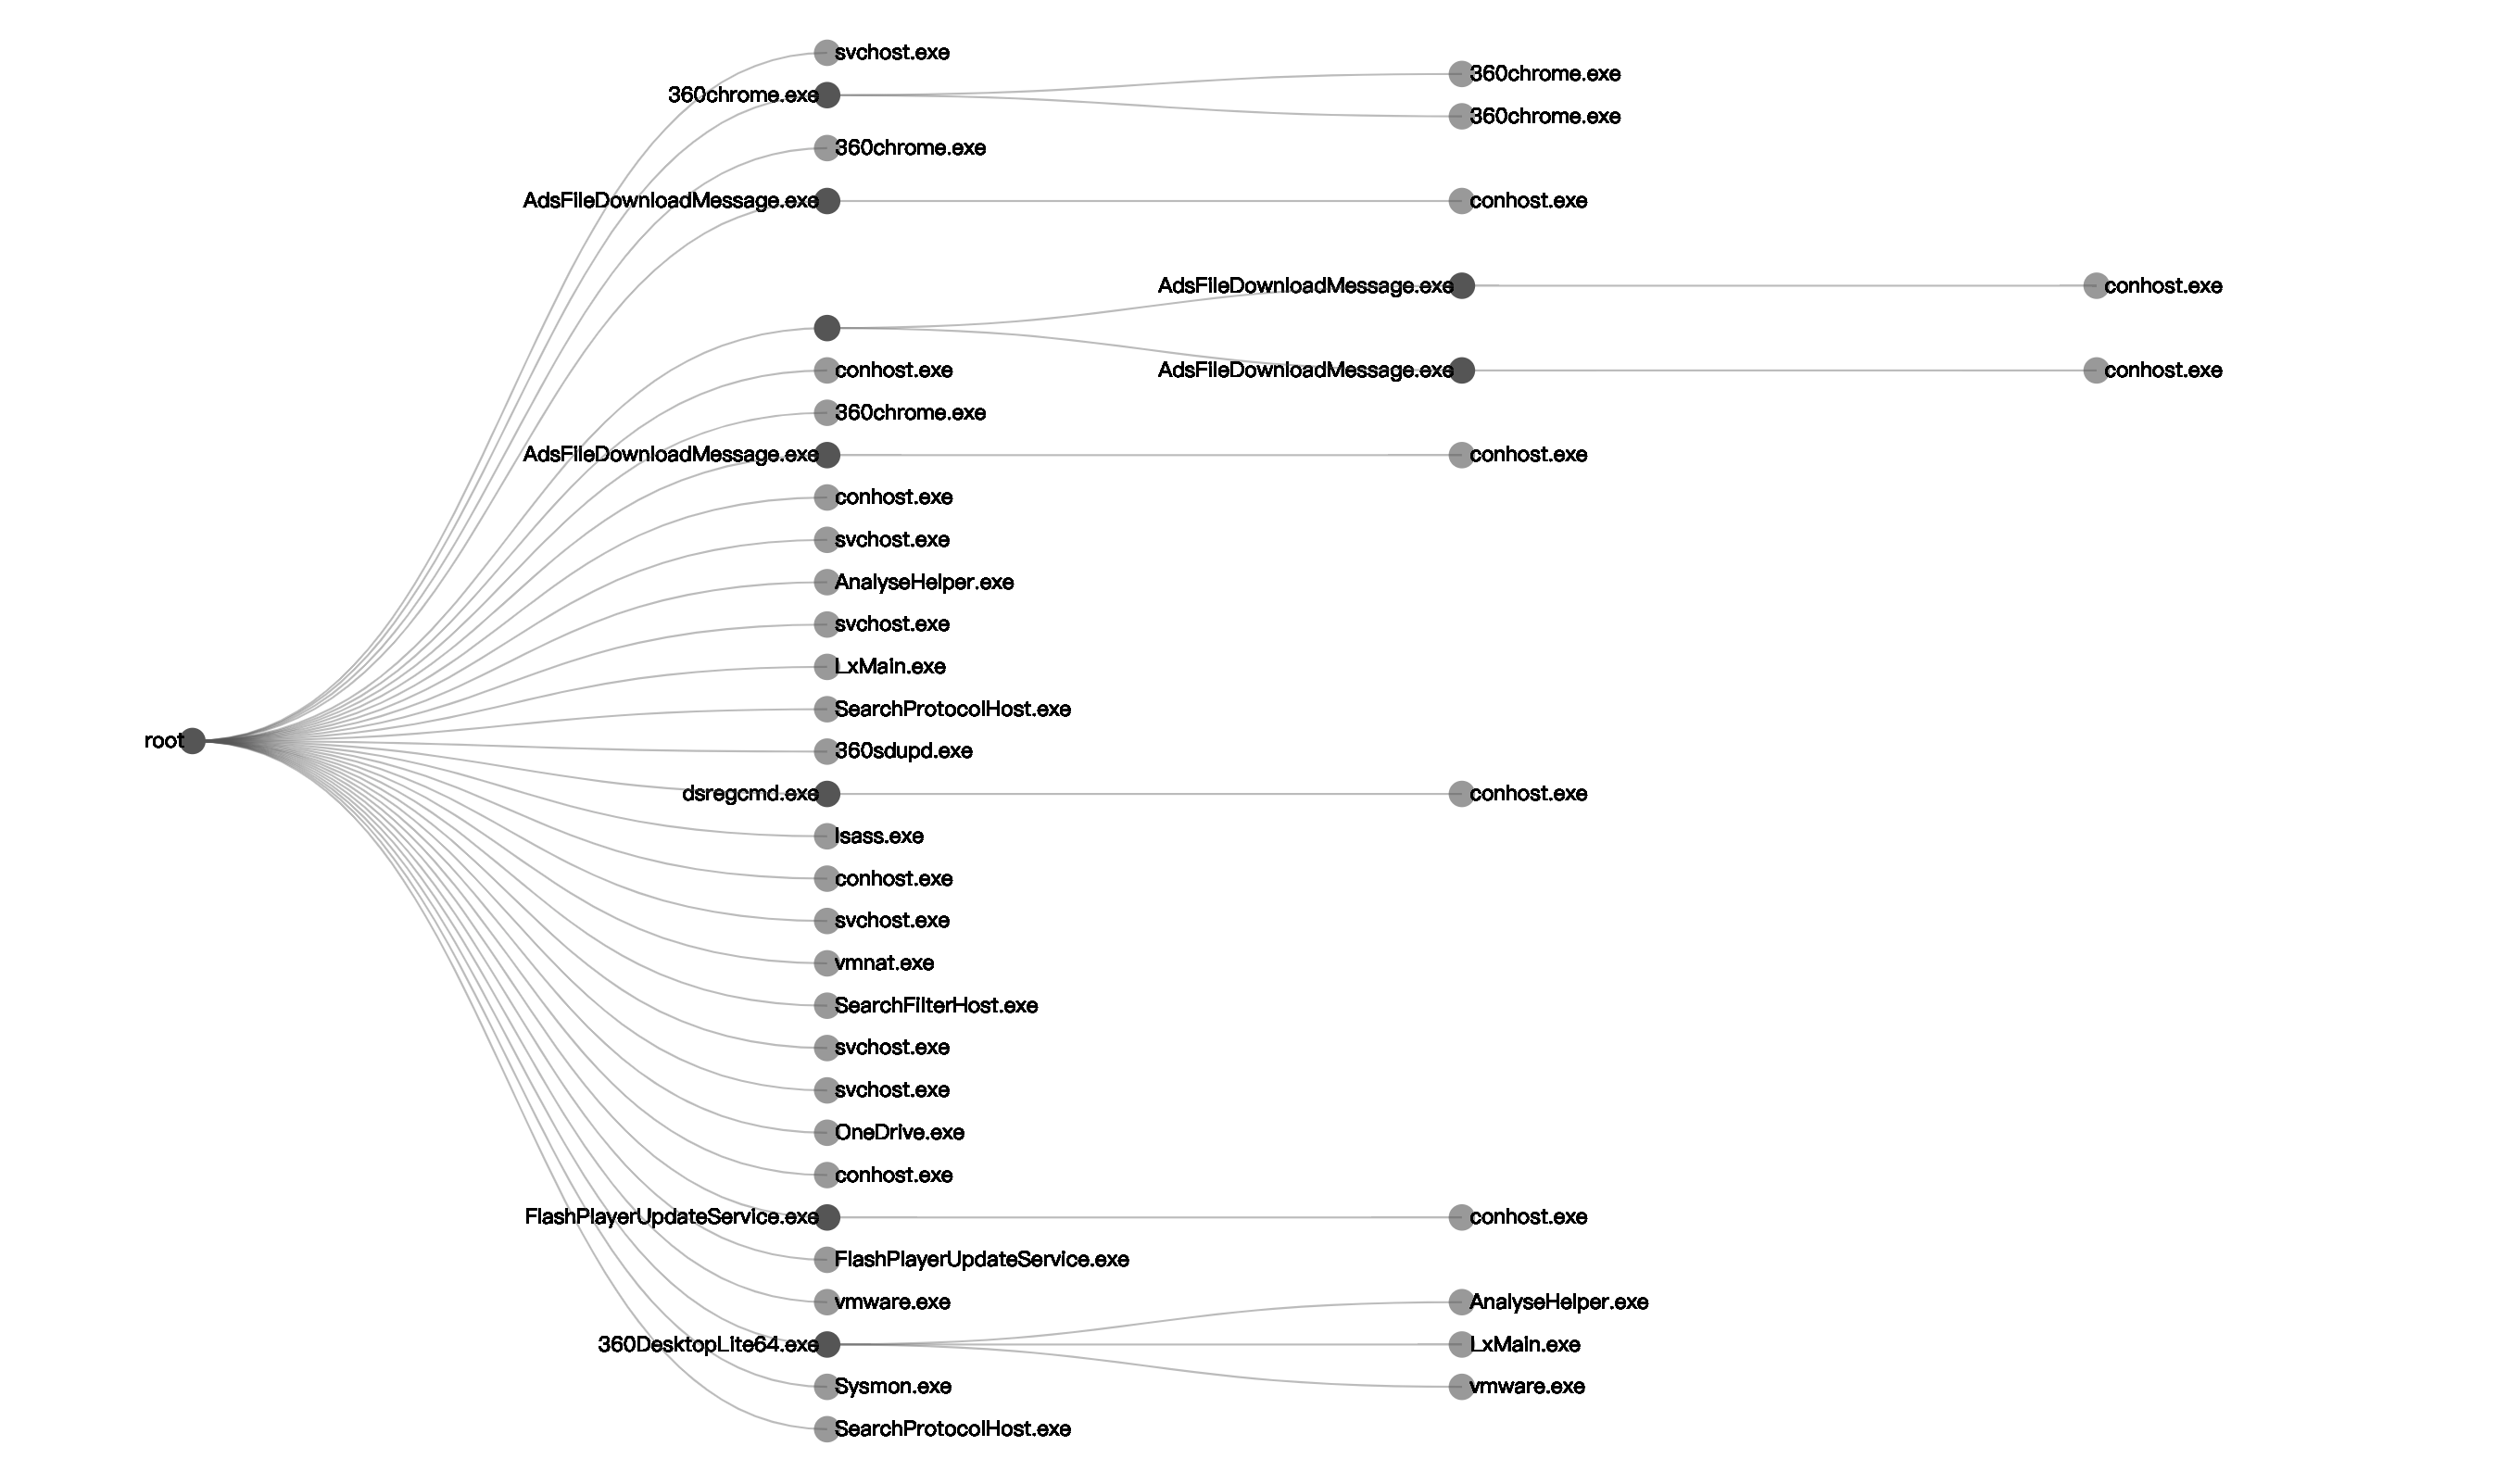 svchost.exe
360chrome.exe
360chrome.exe
360chrome.exe
360chrome.exe
AdsFileDownloadMessage.exe
conhost.exe
AdsFileDownloadMessage.exe
conhost.exe
conhost.exe
AdsFileDownloadMessage.exe
conhost.exe
360chrome.exe
AdsFileDownloadMessage.exe
conhost.exe
conhost.exe
svchost.exe
AnalyseHelper.exe
svchost.exe
LxMain.exe
SearchProtocolHost.exe
root
360sdupd.exe
dsregcmd.exe
conhost.exe
lsass.exe
conhost.exe
svchost.exe
vmnat.exe
SearchFilterHost.exe
svchost.exe
svchost.exe
OneDrive.exe
conhost.exe
FlashPlayerUpdateService.exe
conhost.exe
FlashPlayerUpdateService.exe
vmware.exe
AnalyseHelper.exe
360DesktopLite64.exe
LxMain.exe
Sysmon.exe
vmware.exe
SearchProtocolHost.exe